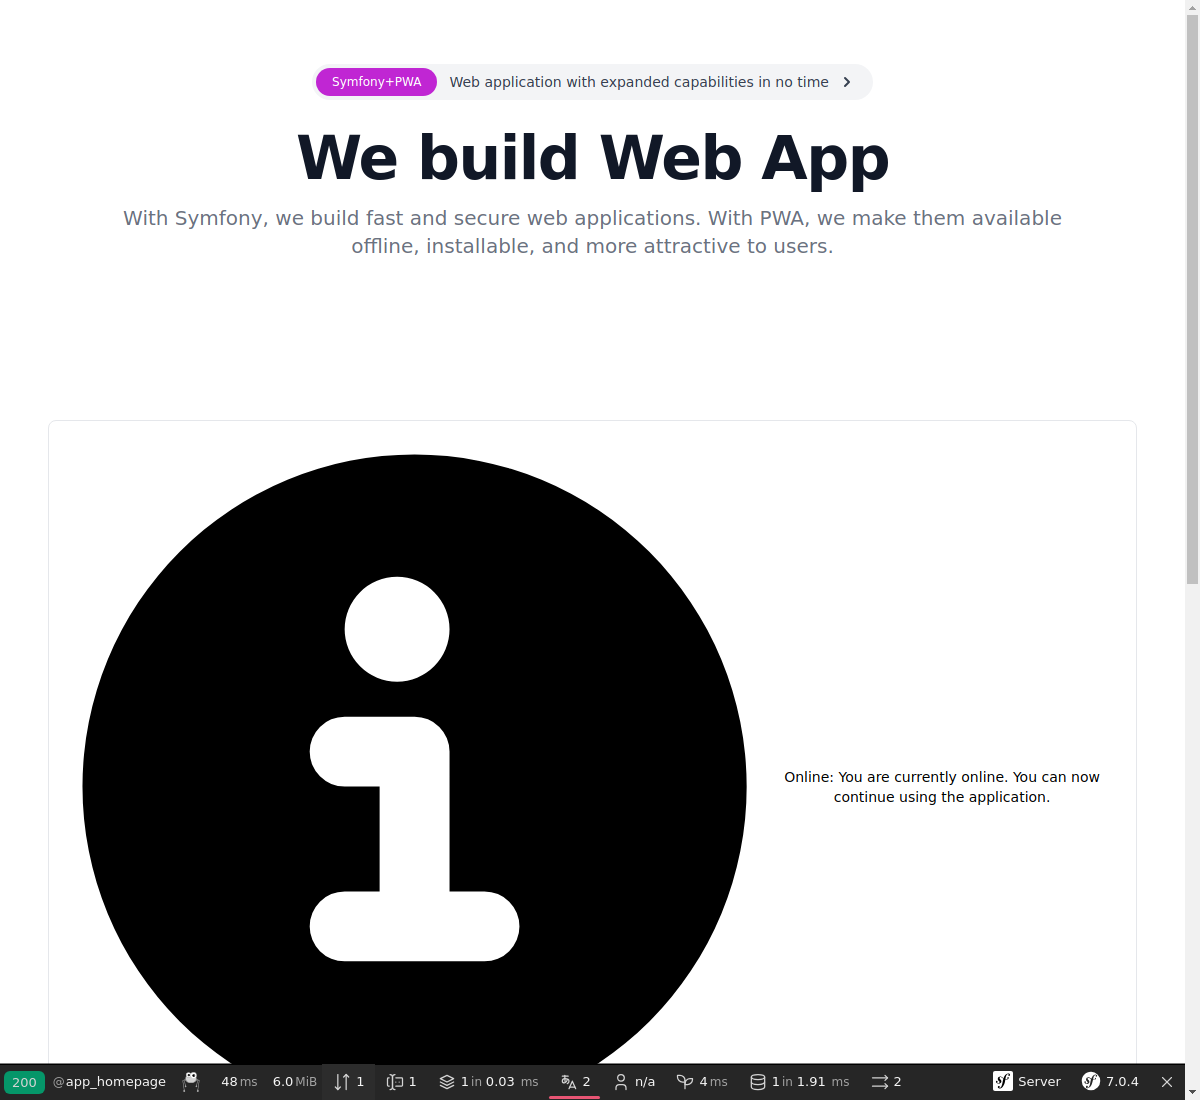 Symfony+PWA Web application with expanded capabilities in no time
We build Web App
With Symfony, we build fast and secure web applications. With PWA, we make them available
offline, installable, and more attractive to users.
Online: You are currently online. You can now
continue using the application.
200 @app_homepage 48 ms 6.0 MiB 1 1 1 in 0.03 ms 2 n/a 4 ms 1 in 1.91 ms 2 sf Server sf 7.0.4